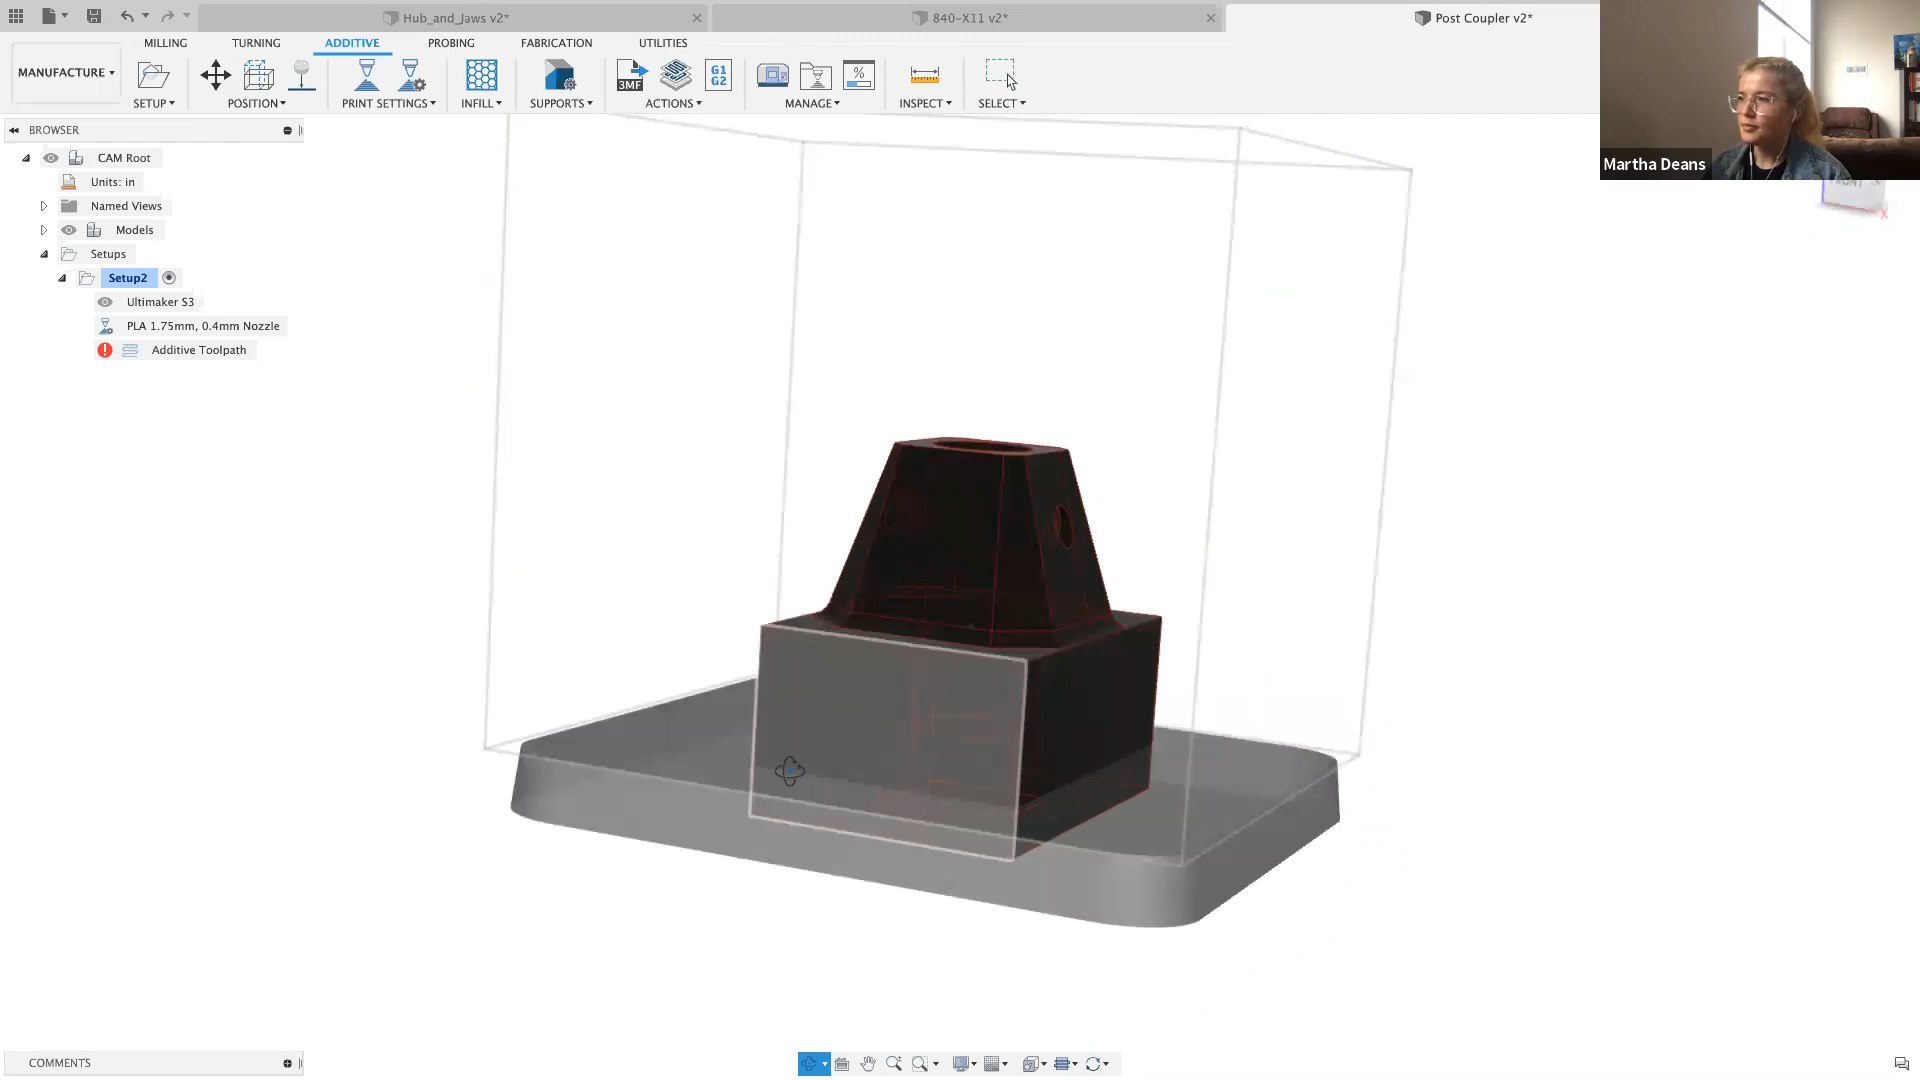 Hub_and_Jaws v2*
840-X11 v2*
Post Coupler v2*
MILLING
TURNING
ADDITIVE
PROBING
FABRICATION
UTILITIES
MANUFACTURE
3MF
G1
G2
%
SETUP
POSITION
PRINT SETTINGS
INFILL
SUPPORTS
ACTIONS
MANAGE
INSPECT
SELECT
Martha Deans
X
BROWSER
CAM Root
Units: in
Named Views
Models
Setups
Setup2
Ultimaker S3
PLA 1.75mm, 0.4mm Nozzle
Additive Toolpath
COMMENTS